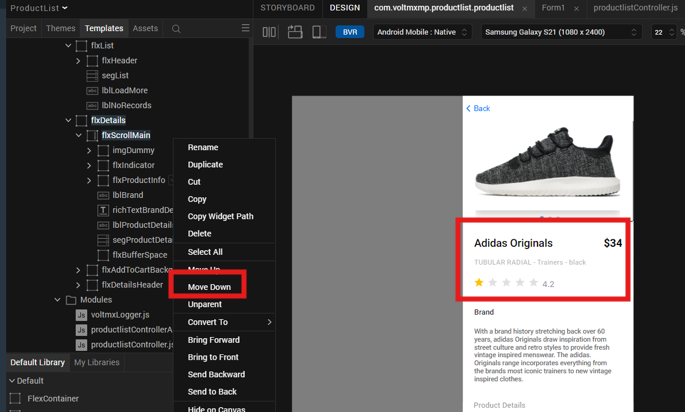 ProductList
STORYBOARD DESIGN com.voltmxmp.productlist.productlist × Form1 × productlistController.js
Project Themes Templates Assets
BVR Android Mobile : Native Samsung Galaxy S21 (1080 x 2400) 22 %
flxList
flxHeader
segList
lblLoadMore
lblNoRecords
flxDetails
flxScrollMain
imgDummy
flxIndicator
flxProductInfo
lblBrand
richTextBrandDe
lblProductDetails
segProductDetai
flxBufferSpace
flxAddToCartBackg
flxDetailsHeader
Modules
voltmxLogger.js
productlistControllerA
productlistController.js
Default Library My Libraries
Default
FlexContainer
Rename
Duplicate
Cut
Copy
Copy Widget Path
Delete
Select All
Move Up
Move Down
Unparent
Convert To
Bring Forward
Bring to Front
Send Backward
Send to Back
Hide on Canvas
Back
Adidas Originals $34
TUBULAR RADIAL - Trainers - black
4.2
Brand
With a brand history stretching back over 60
years, adidas Originals draw inspiration from
street culture and retro styles to provide fresh
vintage inspired menswear. The adidas.
Originals range incorporates everything from
the brands most iconic trainers to new vintage
inspired clothes.
Product Details